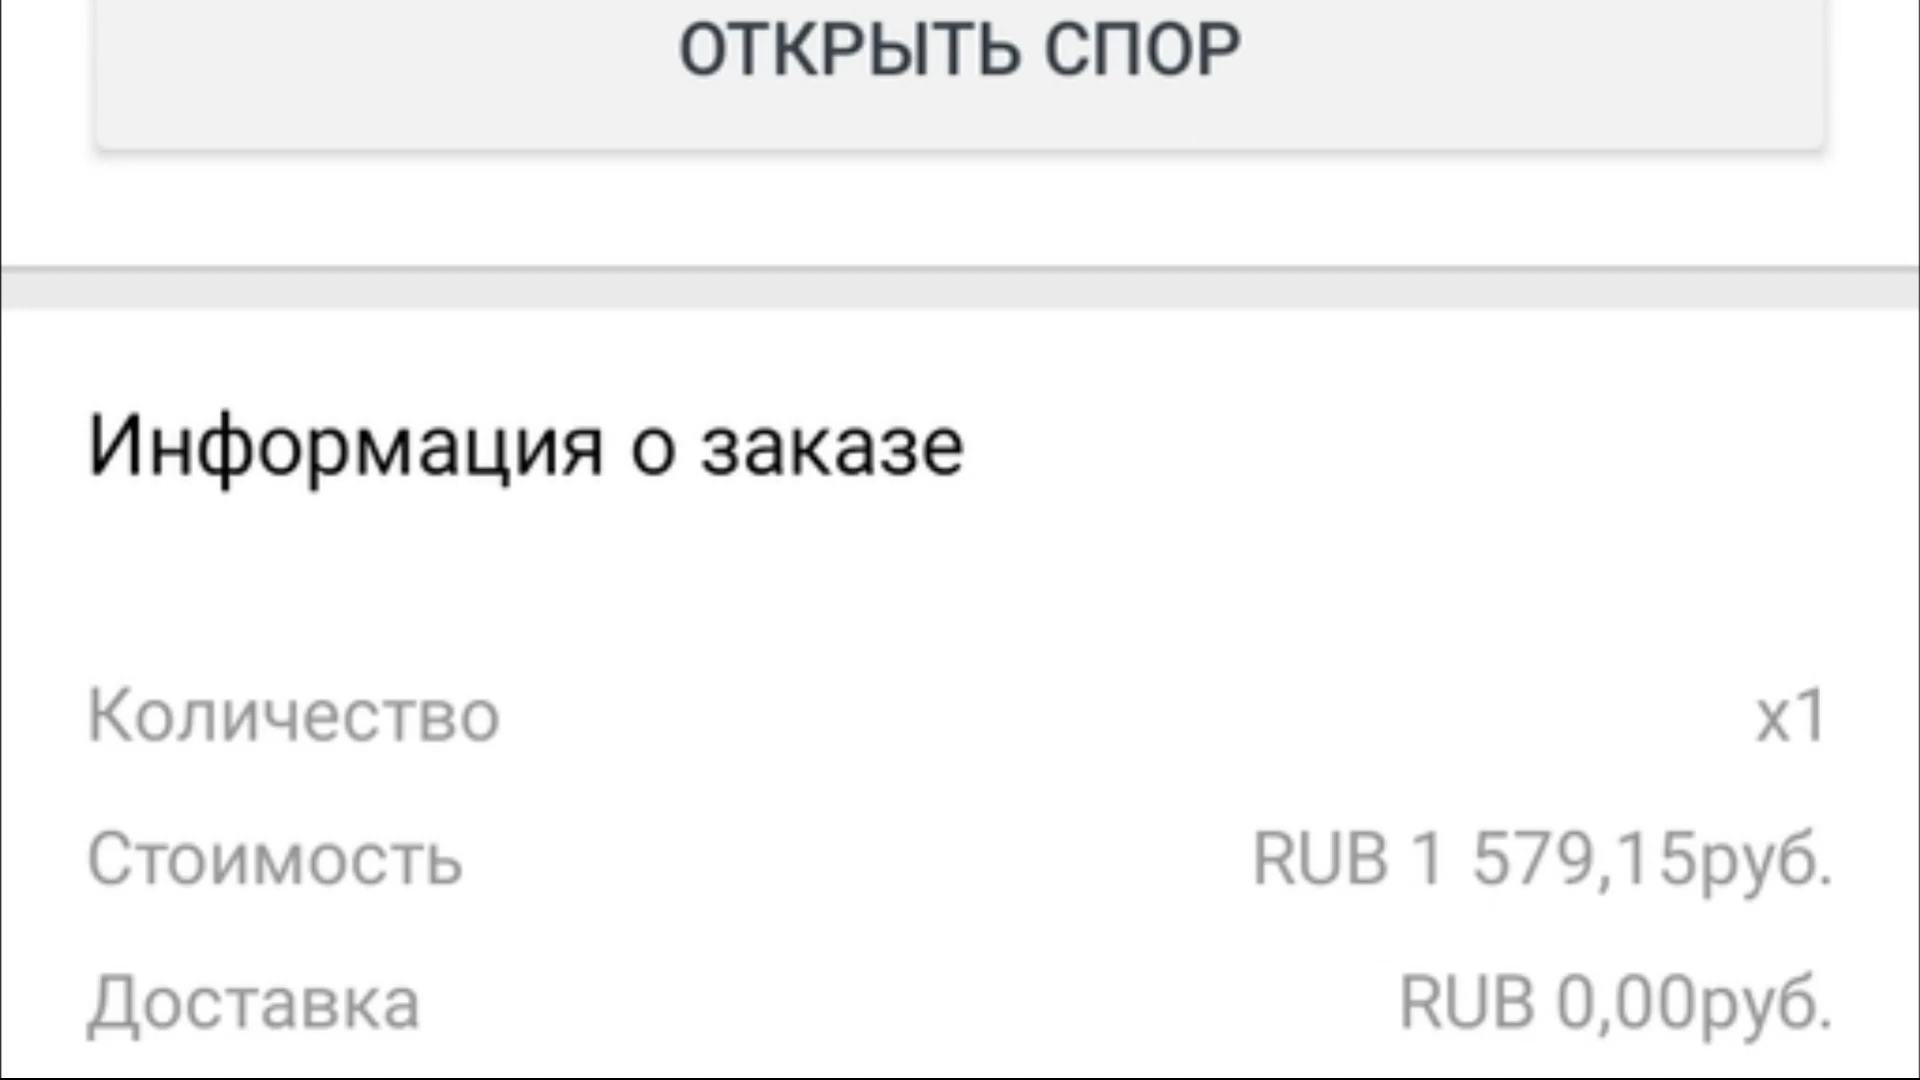 ОТКРЫТЬ СПОР
Информация о заказе
Количество x1
Стоимость RUB 1 579,15руб.
Доставка RUB 0,00руб.